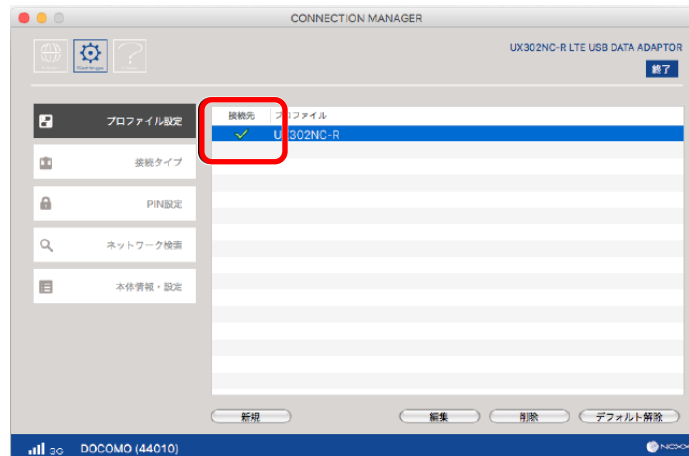 CONNECTION MANAGER
UX302NC-R LTE USB DATA ADAPTOR
終了
プロファイル設定
接続先 プロファイル
UX302NC-R
接続タイプ
PIN設定
ネットワーク検索
本体情報・設定
新規 編集 削除 デフォルト解除
3G DOCOMO (44010)
NCXX